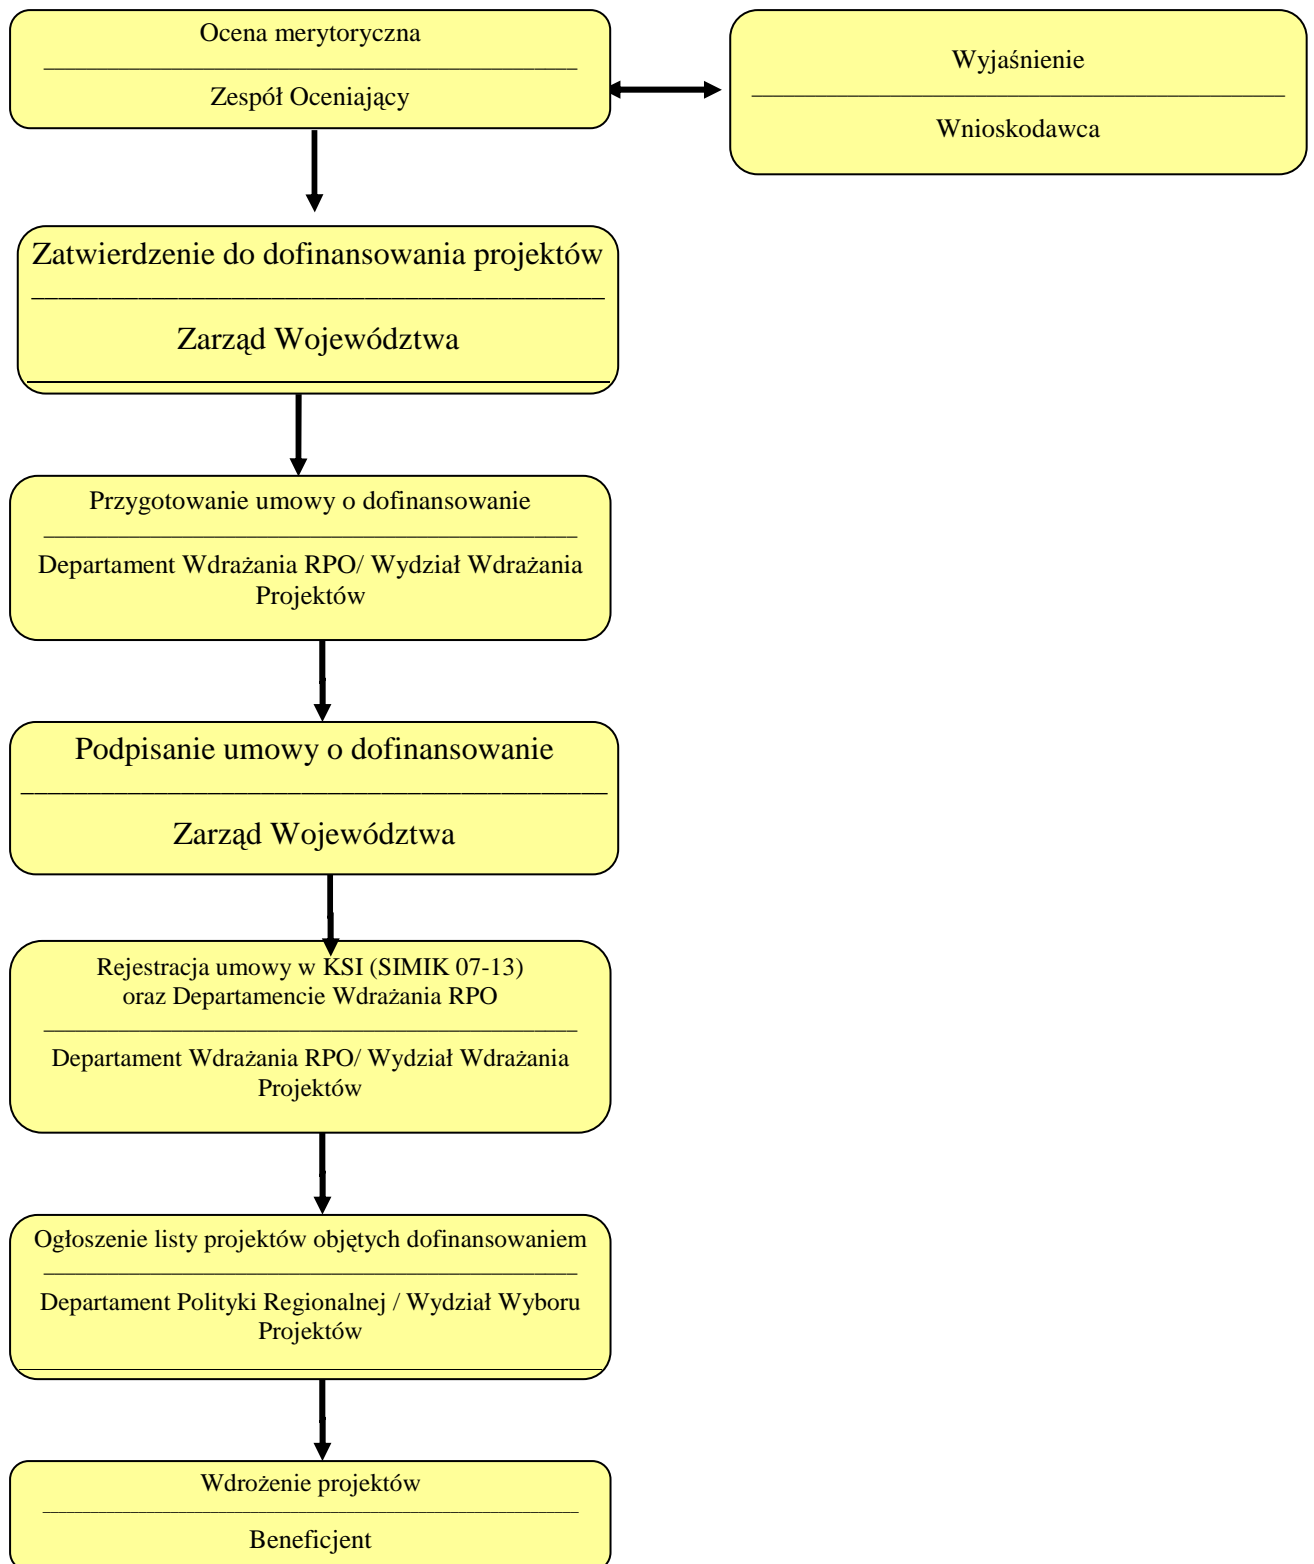 Ocena merytoryczna
Zespół Oceniający
Wyjaśnienie
Wnioskodawca
Zatwierdzenie do dofinansowania projektów
Zarząd Województwa
Przygotowanie umowy o dofinansowanie
Departament Wdrażania RPO/ Wydział Wdrażania
Projektów
Podpisanie umowy o dofinansowanie
Zarząd Województwa
Rejestracja umowy w KSI (SIMIK 07-13)
oraz Departamencie Wdrażania RPO
Departament Wdrażania RPO/ Wydział Wdrażania
Projektów
Ogłoszenie listy projektów objętych dofinansowaniem
Departament Polityki Regionalnej / Wydział Wyboru
Projektów
Wdrożenie projektów
Beneficjent